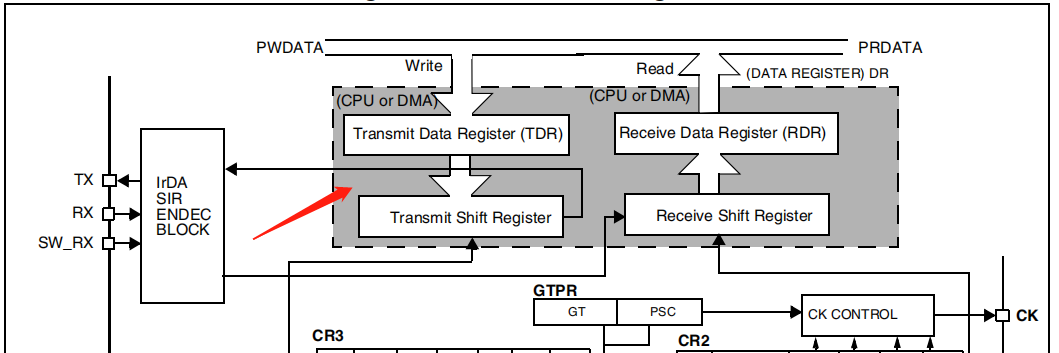 PWDATA
PRDATA
Write
Read
(DATA REGISTER) DR
(CPU or DMA)
(CPU or DMA)
Transmit Data Register (TDR)
Receive Data Register (RDR)
TX
RX
SW_RX
IrDA
SIR
ENDEC
BLOCK
Transmit Shift Register
Receive Shift Register
GTPR
GT
PSC
CK CONTROL
CK
CR3
CR2